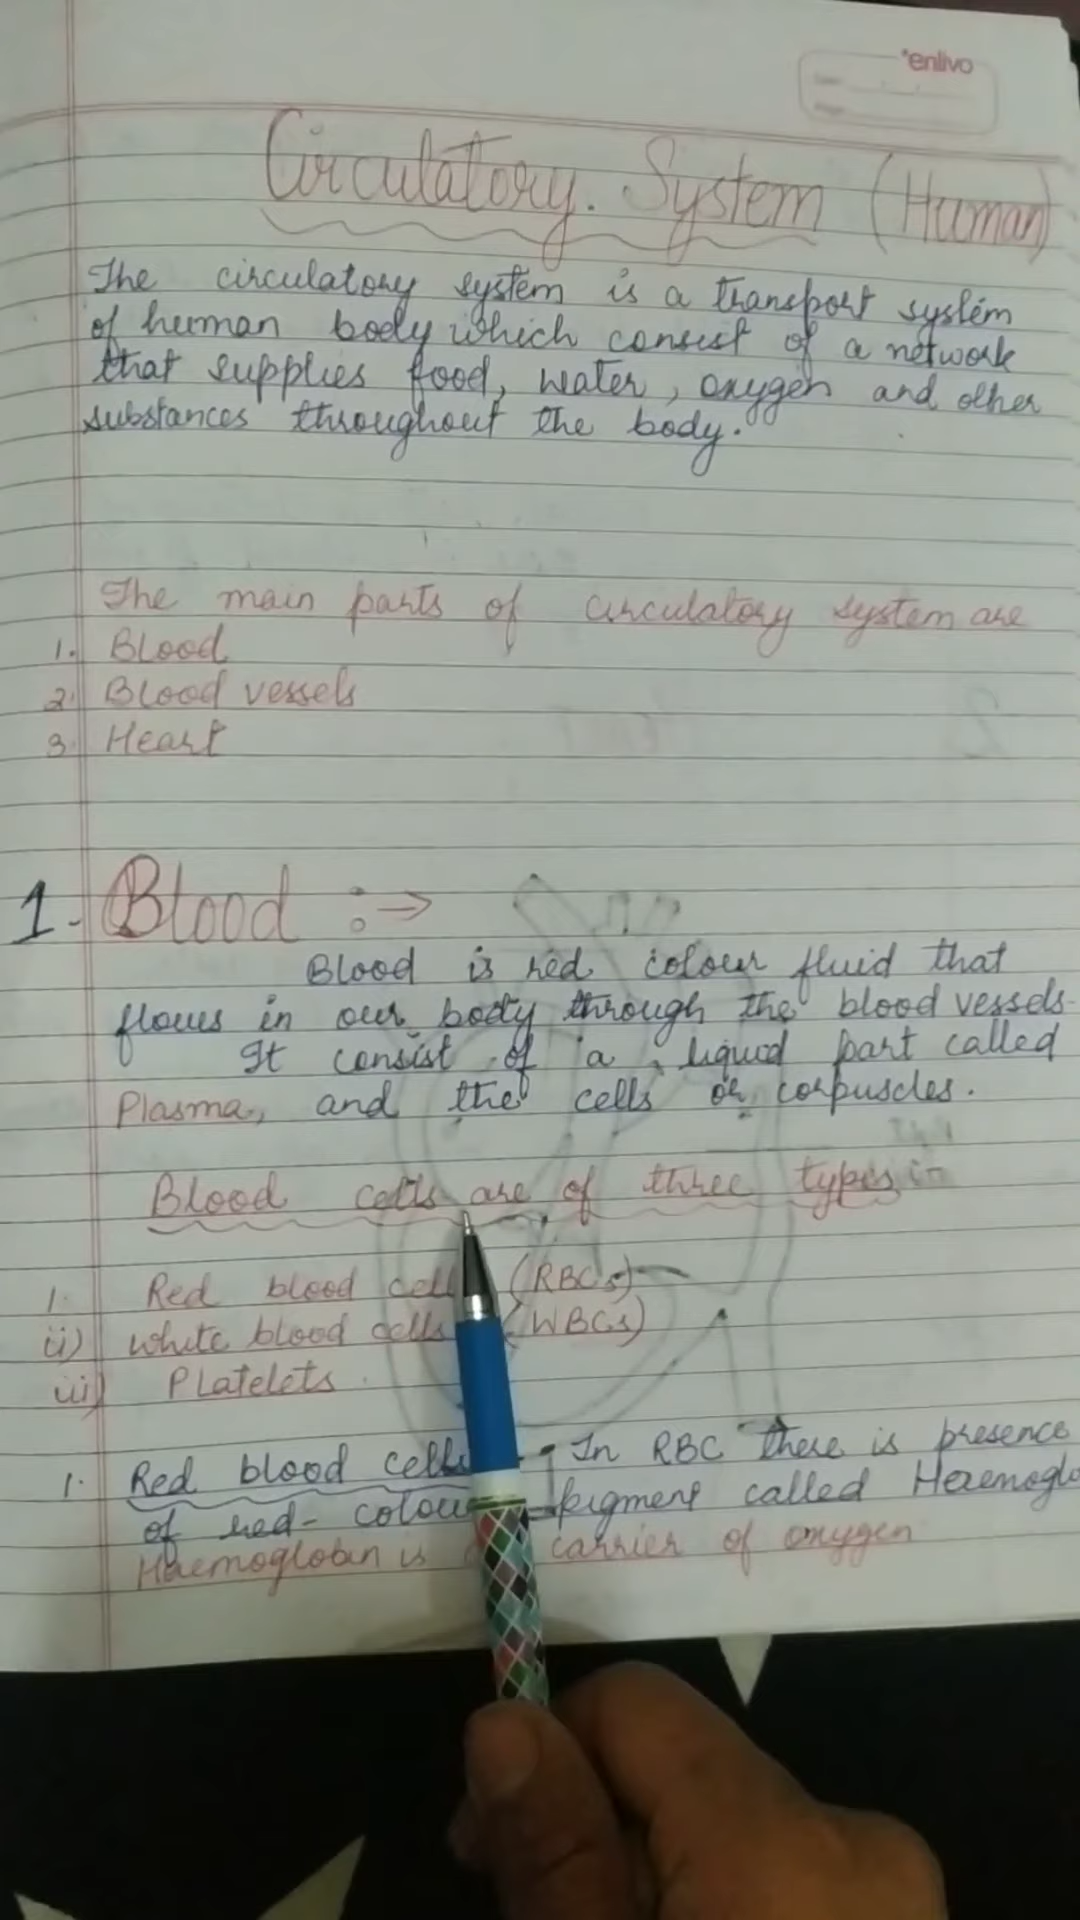 enlivo
Circulatory. System (Human)
The circulatory system is a transport system
of human body which consist of a network
that supplies food, water, oxygen and other
substances throughout the body.
The main parts of circulatory system are
1. Blood
2. Blood vessels
3. Heart
1. Blood :→
Blood is red colour fluid that
flows in our body through the blood vessels.
It consist of a liquid part called
Plasma, and the cells or corpuscles.
Blood cells are of three types
1. Red blood cell (RBCs)
ii) white blood cells (WBCs)
iii) Platelets
1. Red blood cells In RBC there is presence
of red- colou pigment called Haemoglo
Haemoglobin is carrier of oxygen